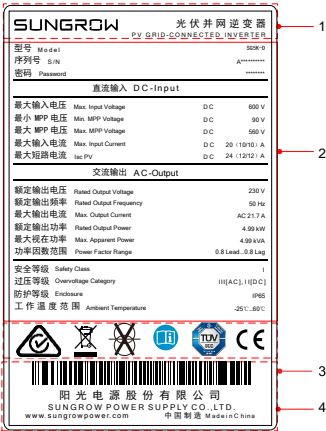 SUNGROW 光伏并网逆变器
PV GRID-CONNECTED INVERTER
1
型号 Model SG5K-D
序列号 S/N A**********
密码 Password ********
直流输入 DC-Input
最大输入电压 Max. Input Voltage DC 600 V
最小 MPP 电压 Min. MPP Voltage DC 90 V
最大 MPP 电压 Max. MPP Voltage DC 560 V
最大输入电流 Max. Input Current DC 20 (10/10) A
2
最大短路电流 Isc PV DC 24 (12/12) A
交流输出 AC-Output
额定输出电压 Rated Output Voltage 230 V
额定输出频率 Rated Output Frequency 50 Hz
最大输出电流 Max. Output Current AC 21.7 A
额定输出功率 Rated Output Power 4.99 kW
最大视在功率 Max. Apparent Power 4.99 kVA
功率因数范围 Power Factor Range 0.8 Lead...0.8 Lag
安全等级 Safety Class I
过压等级 Overvoltage Category III[AC],II[DC]
防护等级 Enclosure IP65
工作温度范围 Ambient Temperature -25℃...60℃
TÜV
CE
3
阳光电源股份有限公司
SUNGROW POWER SUPPLY CO.,LTD.
4
www.sungrowpower.com 中国制造 MadeinChina